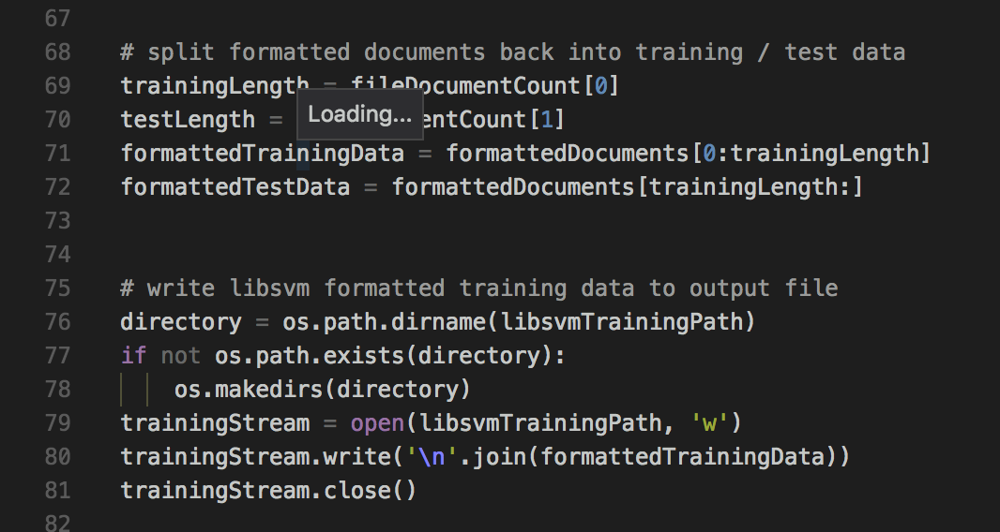 67
68 # split formatted documents back into training / test data
69 trainingLength = fileDocumentCount[0]
70 testLength = entCount[1]
Loading...
71 formattedTrainingData = formattedDocuments[0:trainingLength]
72 formattedTestData = formattedDocuments[trainingLength:]
73
74
75 # write libsvm formatted training data to output file
76 directory = os.path.dirname(libsvmTrainingPath)
77 if not os.path.exists(directory):
78 os.makedirs(directory)
79 trainingStream = open(libsvmTrainingPath, 'w')
80 trainingStream.write('\n'.join(formattedTrainingData))
81 trainingStream.close()
82